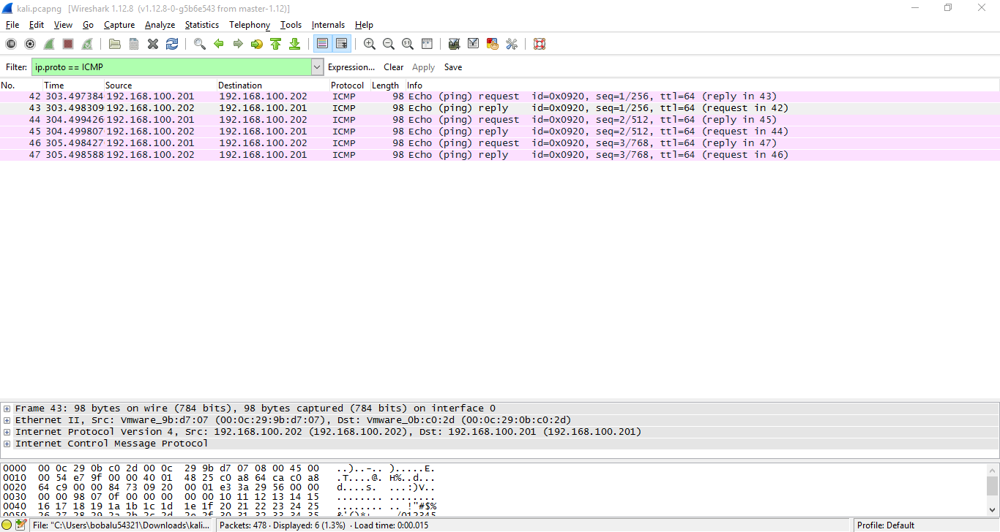 kali.pcapng [Wireshark 1.12.8 (v1.12.8-0-g5b6e543 from master-1.12)]
File Edit View Go Capture Analyze Statistics Telephony Tools Internals Help
Filter: ip.proto == ICMP Expression... Clear Apply Save
No. Time Source Destination Protocol Length Info
42 303.497384 192.168.100.201 192.168.100.202 ICMP 98 Echo (ping) request id=0x0920, seq=1/256, ttl=64 (reply in 43)
43 303.498309 192.168.100.202 192.168.100.201 ICMP 98 Echo (ping) reply id=0x0920, seq=1/256, ttl=64 (request in 42)
44 304.499426 192.168.100.201 192.168.100.202 ICMP 98 Echo (ping) request id=0x0920, seq=2/512, ttl=64 (reply in 45)
45 304.499807 192.168.100.202 192.168.100.201 ICMP 98 Echo (ping) reply id=0x0920, seq=2/512, ttl=64 (request in 44)
46 305.498427 192.168.100.201 192.168.100.202 ICMP 98 Echo (ping) request id=0x0920, seq=3/768, ttl=64 (reply in 47)
47 305.498588 192.168.100.202 192.168.100.201 ICMP 98 Echo (ping) reply id=0x0920, seq=3/768, ttl=64 (request in 46)
Frame 43: 98 bytes on wire (784 bits), 98 bytes captured (784 bits) on interface 0
Ethernet II, Src: Vmware_9b:d7:07 (00:0c:29:9b:d7:07), Dst: Vmware_0b:c0:2d (00:0c:29:0b:c0:2d)
Internet Protocol Version 4, Src: 192.168.100.202 (192.168.100.202), Dst: 192.168.100.201 (192.168.100.201)
Internet Control Message Protocol
0000 00 0c 29 0b c0 2d 00 0c 29 9b d7 07 08 00 45 00 ..)..-.. ).....E.
0010 00 54 e7 9f 00 00 40 01 48 25 c0 a8 64 ca c0 a8 .T....@. H%..d...
0020 64 c9 00 00 84 73 09 20 00 01 e3 3a 29 56 00 00 d....s. ...:)V..
0030 00 00 98 07 0f 00 00 00 00 00 10 11 12 13 14 15 ........ ........
0040 16 17 18 19 1a 1b 1c 1d 1e 1f 20 21 22 23 24 25 ........ .. !"#$%
0050 26 27 28 29 2a 2b 2c 2d 2e 2f 30 31 32 33 34 35 &'()*+,- ./012345
File: "C:\Users\bobalu54321\Downloads\kali... Packets: 478 · Displayed: 6 (1.3%) · Load time: 0:00.015 Profile: Default